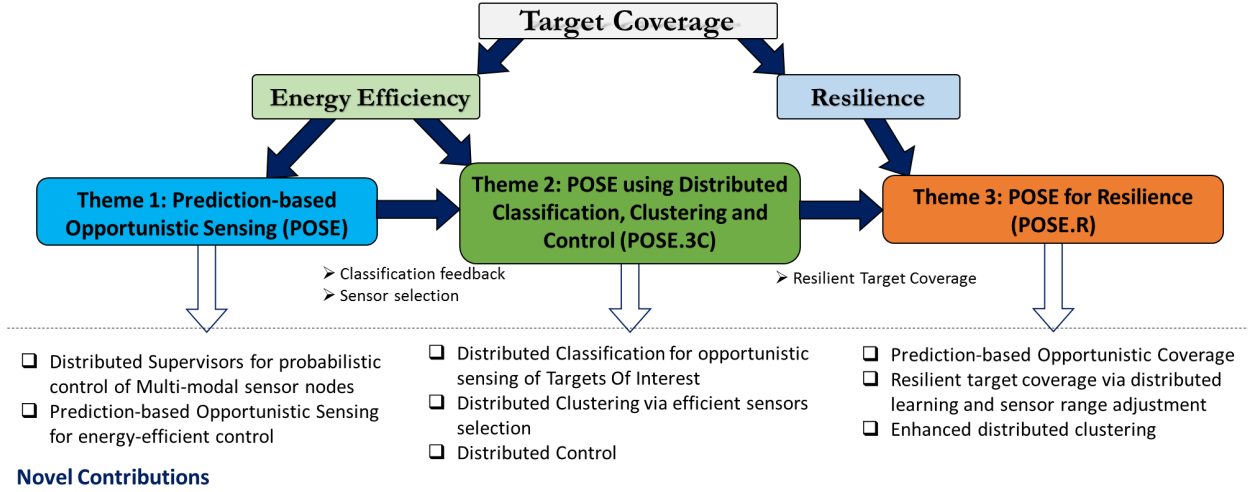 Target Coverage
Energy Efficiency
Resilience
Theme 1: Prediction-based
Opportunistic Sensing (POSE)
Theme 2: POSE using Distributed
Classification, Clustering and
Control (POSE.3C)
Theme 3: POSE for Resilience
(POSE.R)
➢ Classification feedback
➢ Sensor selection
➢ Resilient Target Coverage
❑ Distributed Supervisors for probabilistic
control of Multi-modal sensor nodes
❑ Prediction-based Opportunistic Sensing
for energy-efficient control
❑ Distributed Classification for opportunistic
sensing of Targets Of Interest
❑ Distributed Clustering via efficient sensors
selection
❑ Distributed Control
❑ Prediction-based Opportunistic Coverage
❑ Resilient target coverage via distributed
learning and sensor range adjustment
❑ Enhanced distributed clustering
Novel Contributions